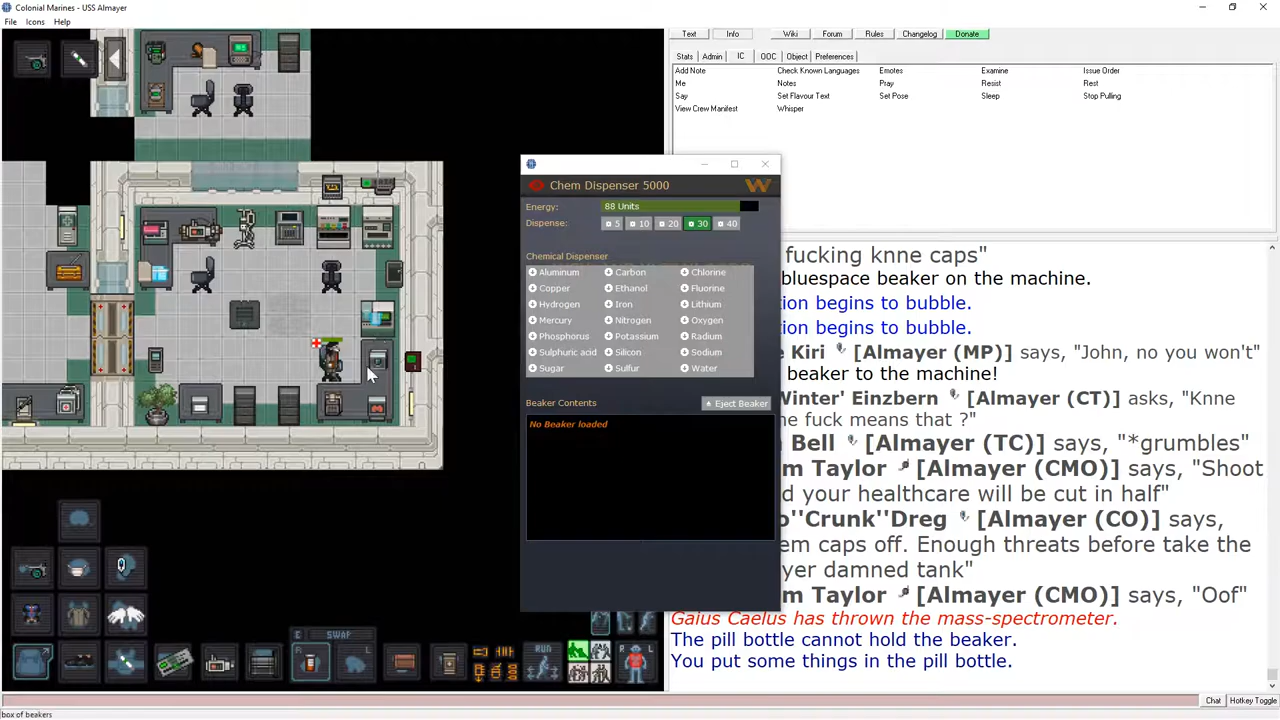 Colonial Marines - USS Almayer
File Icons Help
Text Info Wiki Forum Rules Changelog Donate
Stats Admin IC OOC Object Preferences
Add Note Check Known Languages Emotes Examine Issue Order
Me Notes Pray Resist Rest
Say Set Flavour Text Set Pose Sleep Stop Pulling
View Crew Manifest Whisper
Chem Dispenser 5000
Energy: 88 Units
Dispense: 5 10 20 30 40
Chemical Dispenser
Aluminum Carbon Chlorine
Copper Ethanol Fluorine
Hydrogen Iron Lithium
Mercury Nitrogen Oxygen
Phosphorus Potassium Radium
Sulphuric acid Silicon Sodium
Sugar Sulfur Water
Beaker Contents Eject Beaker
No Beaker loaded
fucking knne caps"
bluespace beaker on the machine.
tion begins to bubble.
tion begins to bubble.
Kiri [Almayer (MP)] says, "John, no you won't"
beaker to the machine!
Winter' Einzbern [Almayer (CT)] asks, "Knne
e fuck means that ?"
Bell [Almayer (TC)] says, "*grumbles"
m Taylor [Almayer (CMO)] says, "Shoot
d your healthcare will be cut in half"
o''Crunk''Dreg [Almayer (CO)] says,
em caps off. Enough threats before take the
yer damned tank"
m Taylor [Almayer (CMO)] says, "Oof"
Gaius Caelus has thrown the mass-spectrometer.
The pill bottle cannot hold the beaker.
You put some things in the pill bottle.
E SWAP
R L
RUN
R L
Chat Hotkey Toggle
box of beakers